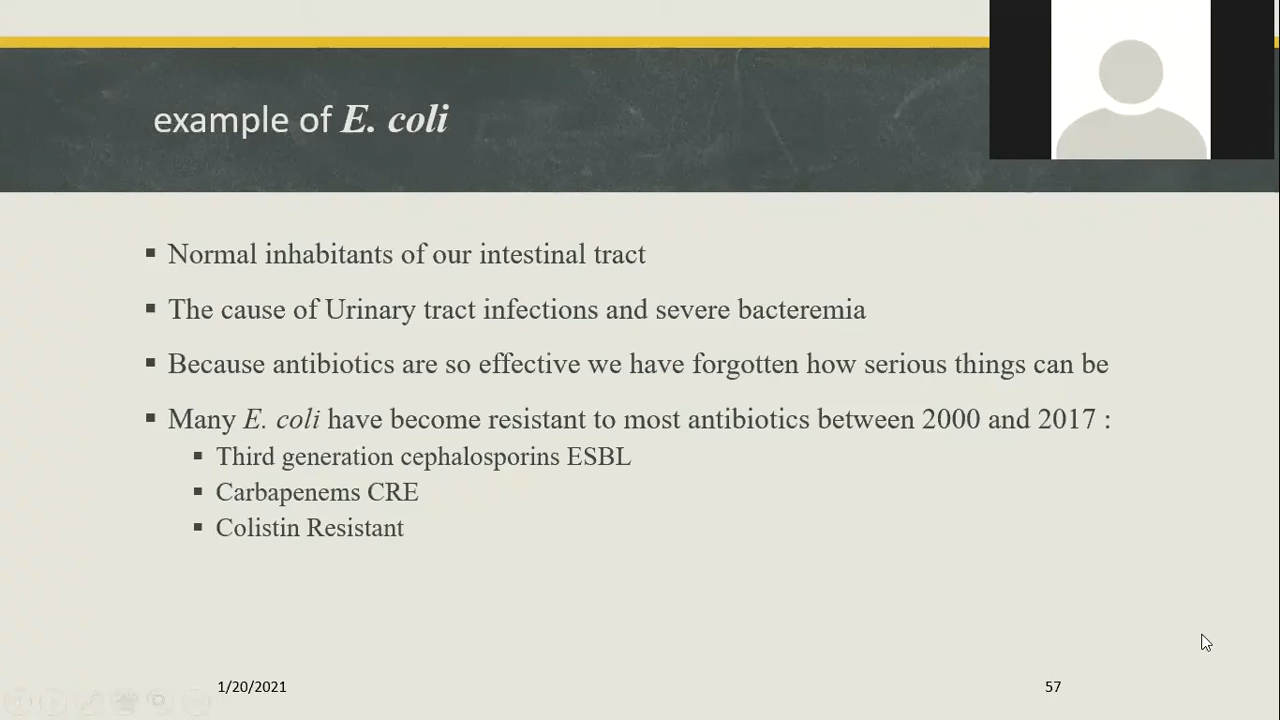 example of E. coli
▪ Normal inhabitants of our intestinal tract
▪ The cause of Urinary tract infections and severe bacteremia
▪ Because antibiotics are so effective we have forgotten how serious things can be
▪ Many E. coli have become resistant to most antibiotics between 2000 and 2017 :
▪ Third generation cephalosporins ESBL
▪ Carbapenems CRE
▪ Colistin Resistant
1/20/2021
57